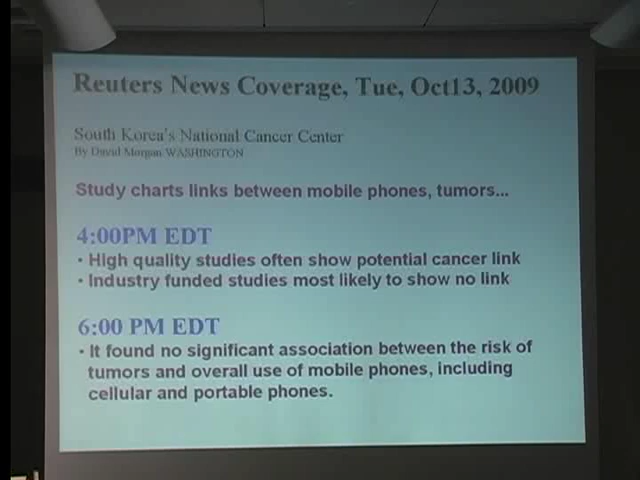 Reuters News Coverage, Tue, Oct13, 2009
South Korea's National Cancer Center
By David Morgan WASHINGTON
Study charts links between mobile phones, tumors...
4:00PM EDT
• High quality studies often show potential cancer link
• Industry funded studies most likely to show no link
6:00 PM EDT
• It found no significant association between the risk of
tumors and overall use of mobile phones, including
cellular and portable phones.